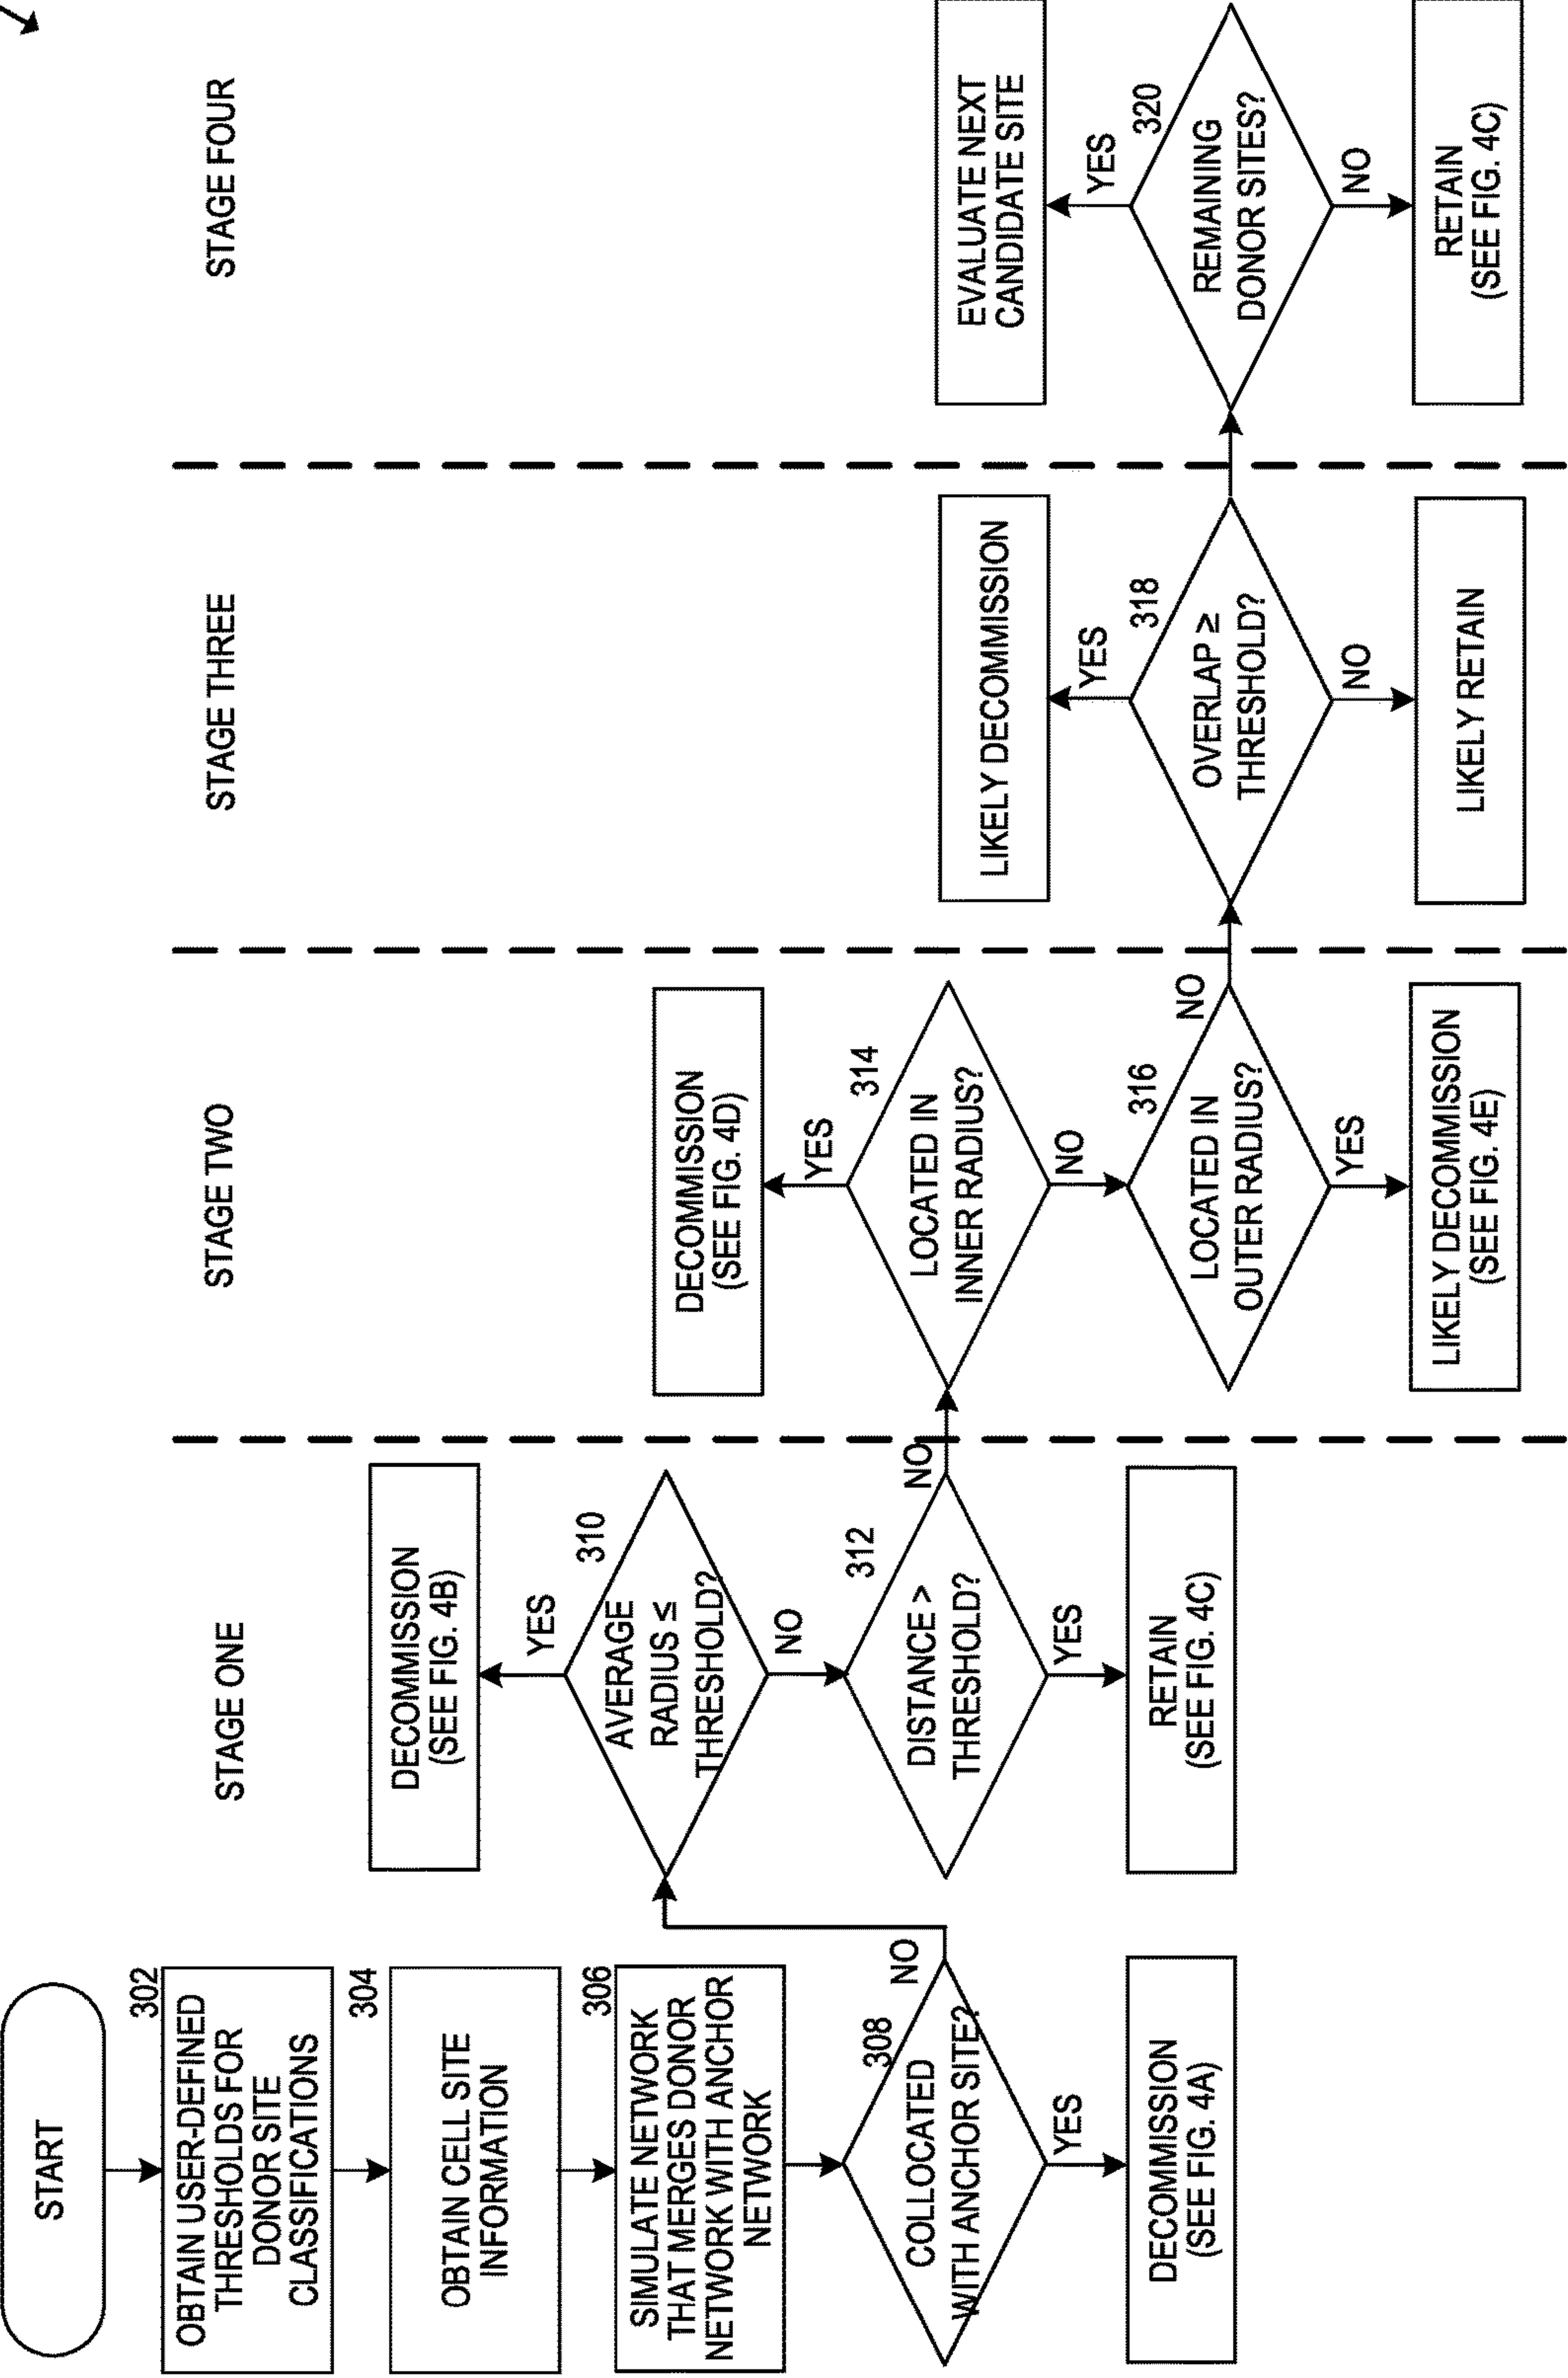 START
302
OBTAIN USER-DEFINED
THRESHOLDS FOR
DONOR SITE
CLASSIFICATIONS
304
OBTAIN CELL SITE
INFORMATION
306
SIMULATE NETWORK
THAT MERGES DONOR
NETWORK WITH ANCHOR
NETWORK
308
COLLOCATED
WITH ANCHOR SITE?
NO
YES
DECOMMISSION
(SEE FIG. 4A)
STAGE ONE
DECOMMISSION
(SEE FIG. 4B)
YES
310
AVERAGE
RADIUS ≤
THRESHOLD?
NO
312
DISTANCE >
THRESHOLD?
NO
YES
RETAIN
(SEE FIG. 4C)
STAGE TWO
DECOMMISSION
(SEE FIG. 4D)
YES
314
LOCATED IN
INNER RADIUS?
NO
316
LOCATED IN
OUTER RADIUS?
NO
YES
LIKELY DECOMMISSION
(SEE FIG. 4E)
STAGE THREE
LIKELY DECOMMISSION
YES
318
OVERLAP ≥
THRESHOLD?
NO
LIKELY RETAIN
STAGE FOUR
EVALUATE NEXT
CANDIDATE SITE
YES
320
REMAINING
DONOR SITES?
NO
RETAIN
(SEE FIG. 4C)